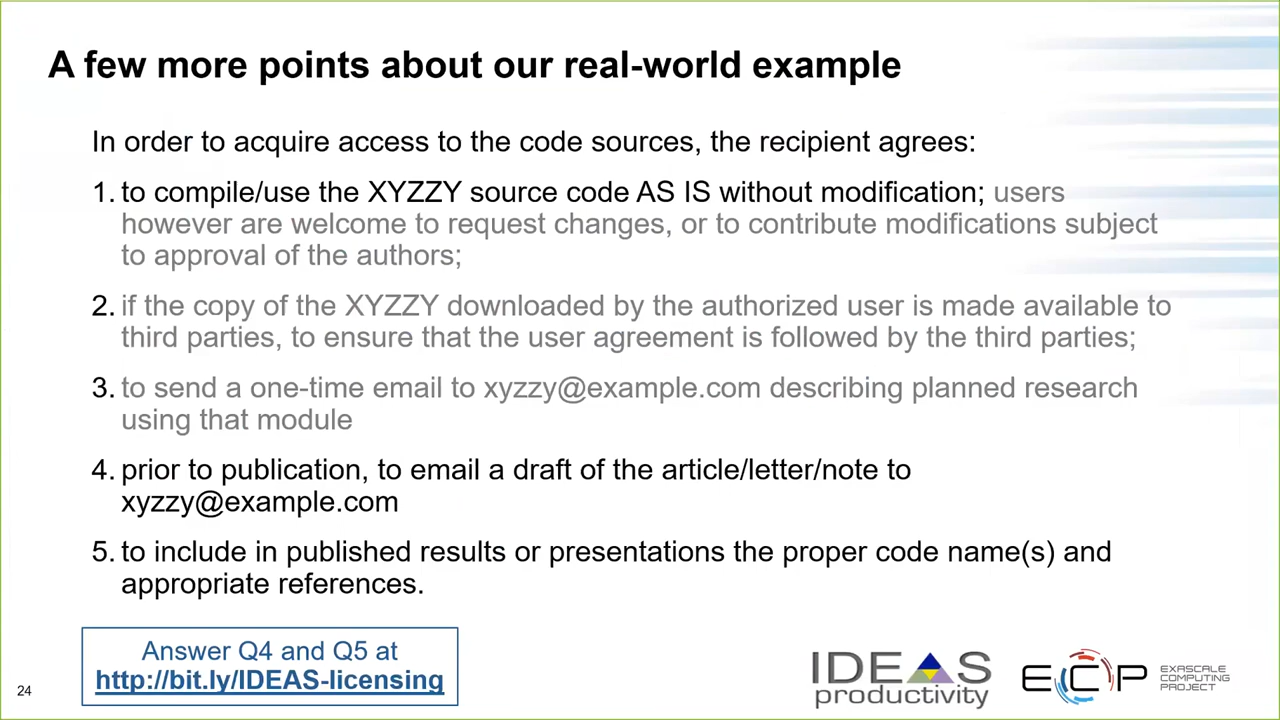 A few more points about our real-world example
In order to acquire access to the code sources, the recipient agrees:
1. to compile/use the XYZZY source code AS IS without modification; users
however are welcome to request changes, or to contribute modifications subject
to approval of the authors;
2. if the copy of the XYZZY downloaded by the authorized user is made available to
third parties, to ensure that the user agreement is followed by the third parties;
3. to send a one-time email to xyzzy@example.com describing planned research
using that module
4. prior to publication, to email a draft of the article/letter/note to
xyzzy@example.com
5. to include in published results or presentations the proper code name(s) and
appropriate references.
Answer Q4 and Q5 at
http://bit.ly/IDEAS-licensing
24
IDEAS
productivity
ECP
EXASCALE
COMPUTING
PROJECT